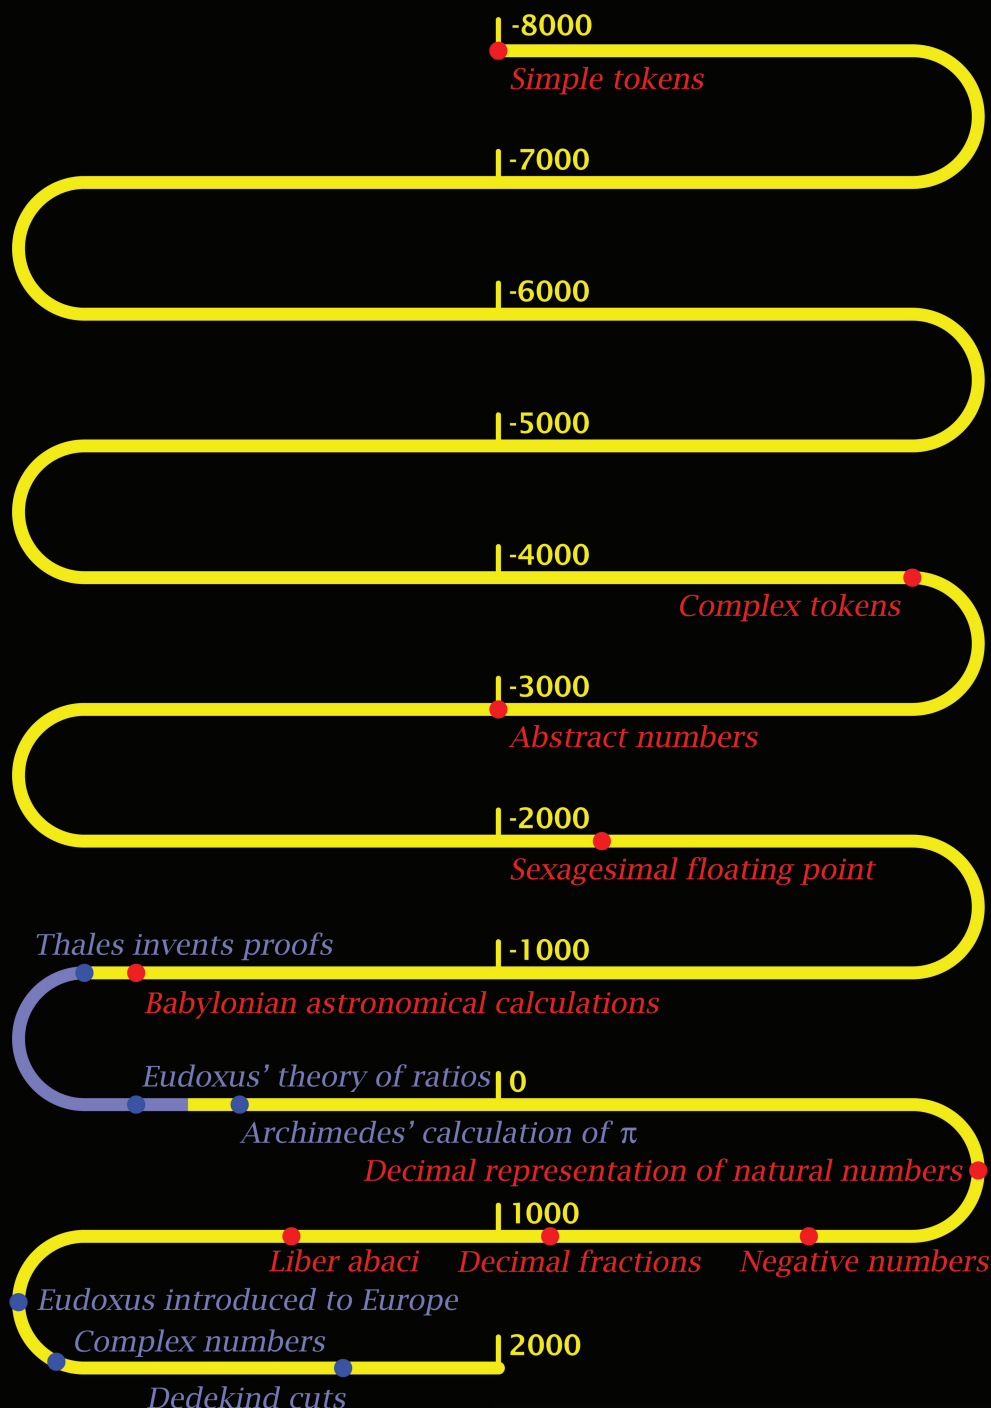 -8000
Simple tokens
-7000
-6000
-5000
-4000
Complex tokens
-3000
Abstract numbers
-2000
Sexagesimal floating point
Thales invents proofs
-1000
Babylonian astronomical calculations
Eudoxus’ theory of ratios
0
Archimedes’ calculation of π
Decimal representation of natural numbers
1000
Liber abaci
Decimal fractions
Negative numbers
Eudoxus introduced to Europe
Complex numbers
2000
Dedekind cuts